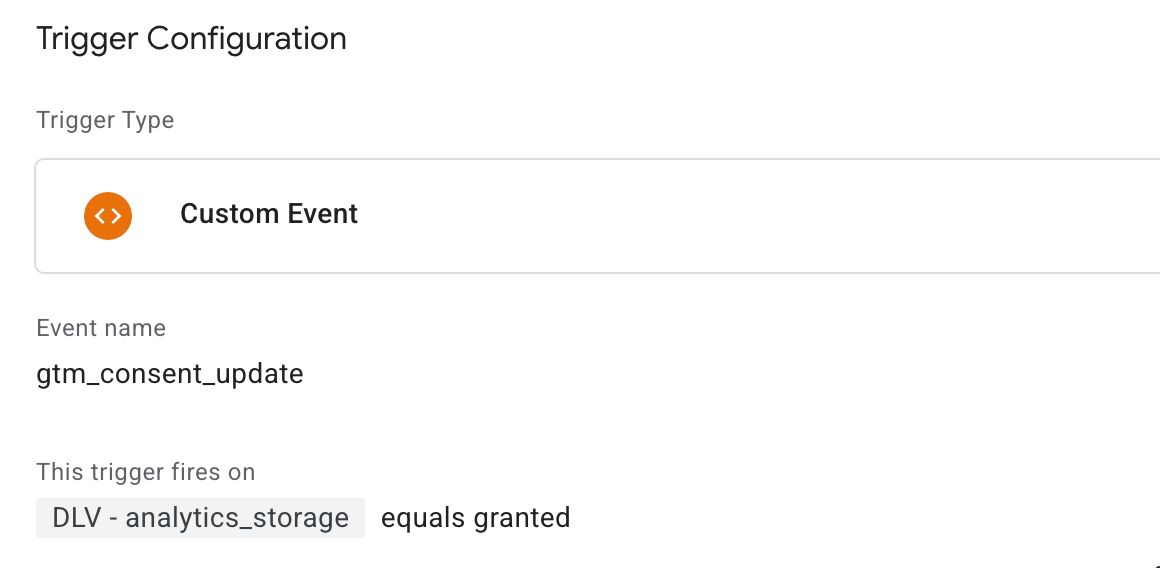 Trigger Configuration
Trigger Type
Custom Event
Event name
gtm_consent_update
This trigger fires on
DLV - analytics_storage equals granted